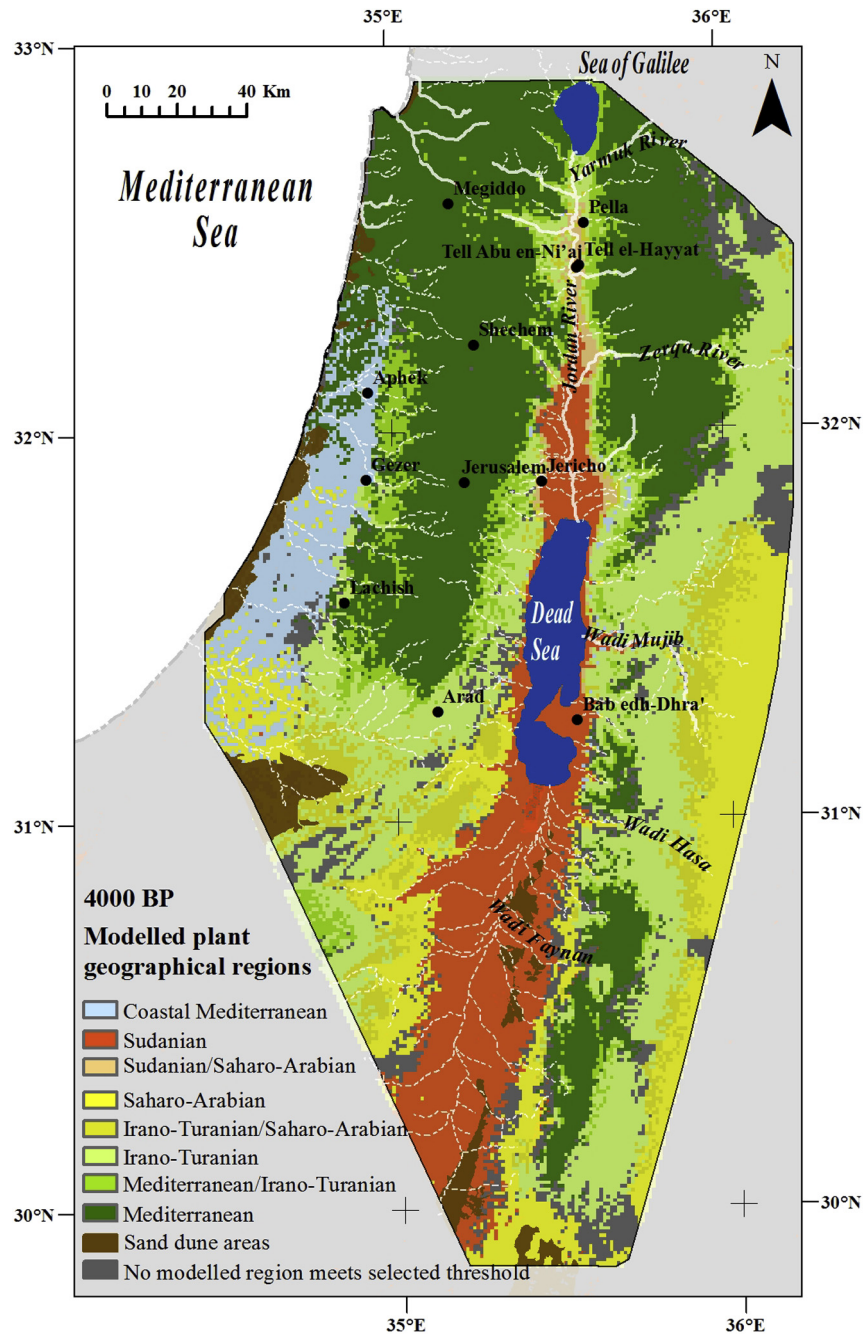 35°E
36°E
33°N
Sea of Galilee
N
0 10 20 40 Km
Yarmuk River
Mediterranean
Sea
Megiddo
Pella
Tell Abu en-Ni'aj
Tell el-Hayyat
Jordan River
Shechem
Zerqa River
Aphek
32°N
32°N
Gezer
Jerusalem
Jericho
Lachish
Dead
Sea
Wadi Mujib
Arad
Bab edh-Dhra'
31°N
31°N
Wadi Hasa
4000 BP
Modelled plant
geographical regions
Wadi Faynan
Coastal Mediterranean
Sudanian
Sudanian/Saharo-Arabian
Saharo-Arabian
Irano-Turanian/Saharo-Arabian
Irano-Turanian
Mediterranean/Irano-Turanian
Mediterranean
Sand dune areas
No modelled region meets selected threshold
30°N
30°N
35°E
36°E